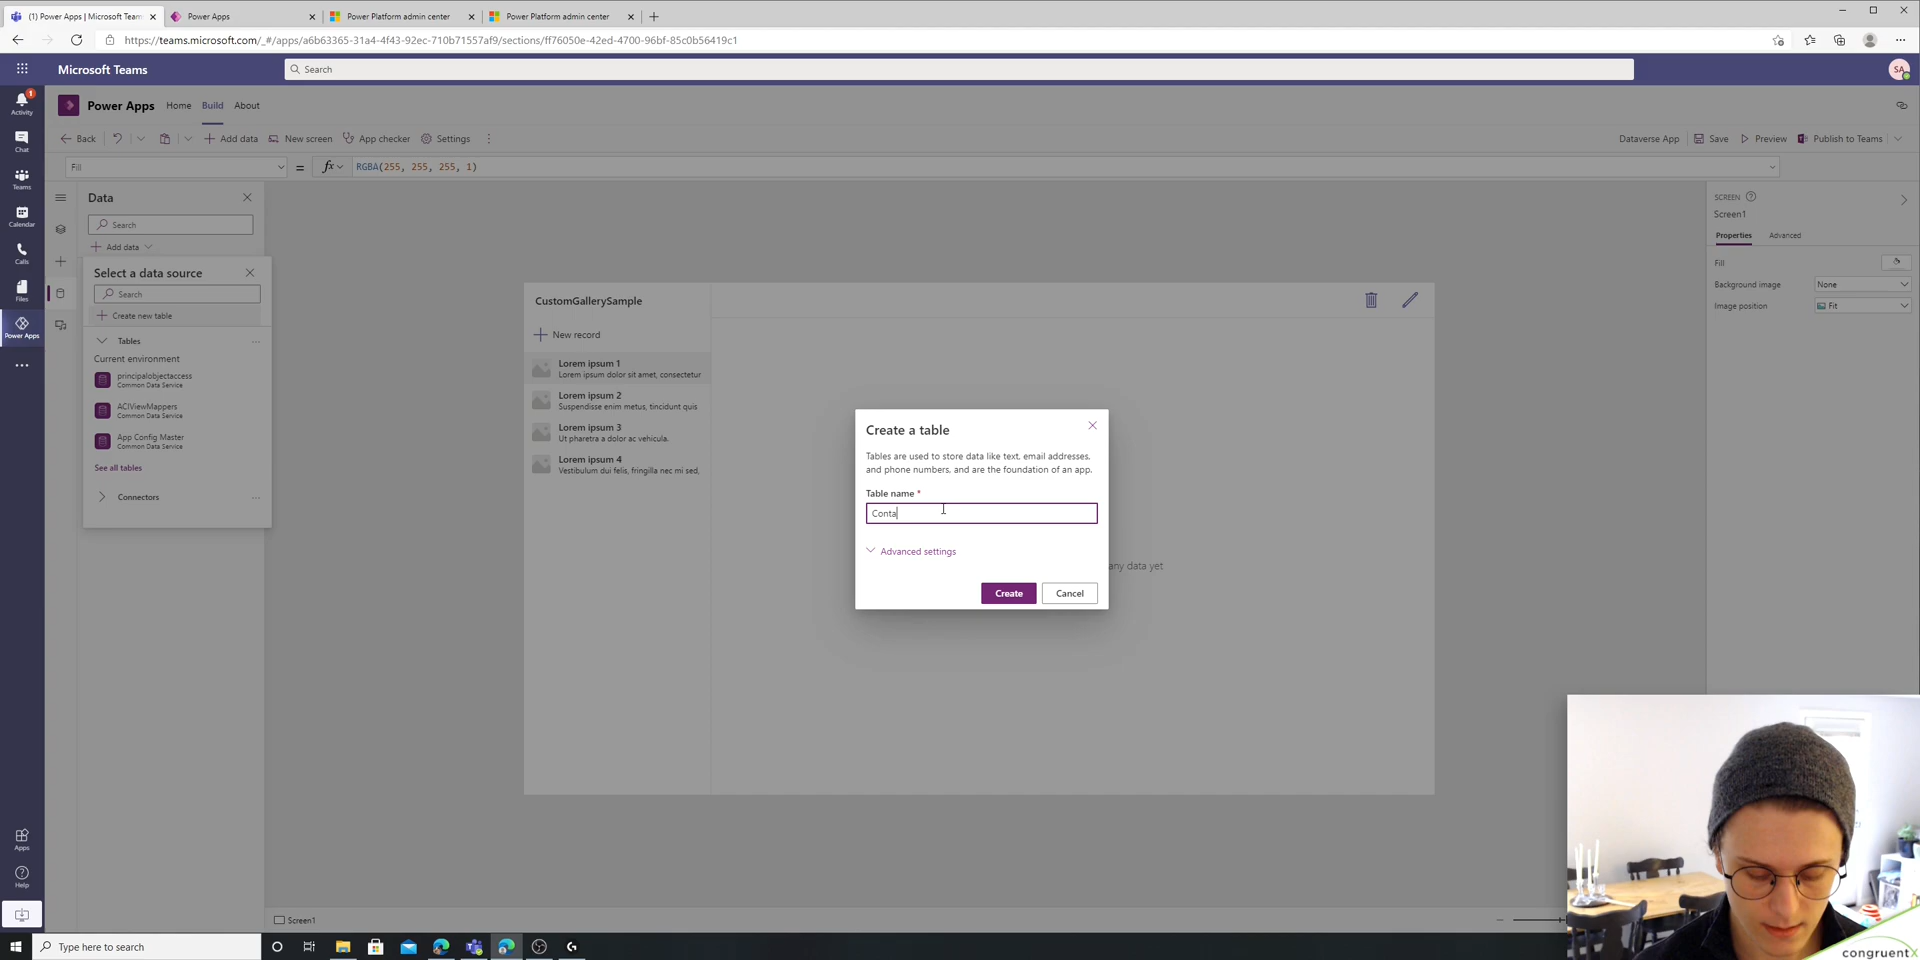 (1) Power Apps | Microsoft Team
Power Apps
Power Platform admin center
Power Platform admin center
https://teams.microsoft.com/_#/apps/a6b63365-31a4-4f43-92ec-710b71557af9/sections/ff76050e-42ed-4700-96bf-85c0b56419c1
Microsoft Teams
Search
SA
Activity
1
Chat
Teams
Calendar
Calls
Files
Power Apps
Apps
Help
Power Apps
Home
Build
About
Back
Add data
New screen
App checker
Settings
Dataverse App
Save
Preview
Publish to Teams
Fill
=
fx
RGBA(255, 255, 255, 1)
Data
Search
Add data
Select a data source
Search
Create new table
Tables
Current environment
principalobjectaccess
Common Data Service
ACIViewMappers
Common Data Service
App Config Master
Common Data Service
See all tables
Connectors
CustomGallerySample
New record
Lorem ipsum 1
Lorem ipsum dolor sit amet, consectetur
Lorem ipsum 2
Suspendisse enim metus, tincidunt quis
Lorem ipsum 3
Ut pharetra a dolor ac vehicula.
Lorem ipsum 4
Vestibulum dui felis, fringilla nec mi sed,
any data yet
Create a table
Tables are used to store data like text, email addresses,
and phone numbers, and are the foundation of an app.
Table name *
Conta
Advanced settings
Create
Cancel
SCREEN
Screen1
Properties
Advanced
Fill
Background image
None
Image position
Fit
Screen1
Type here to search
congruentX